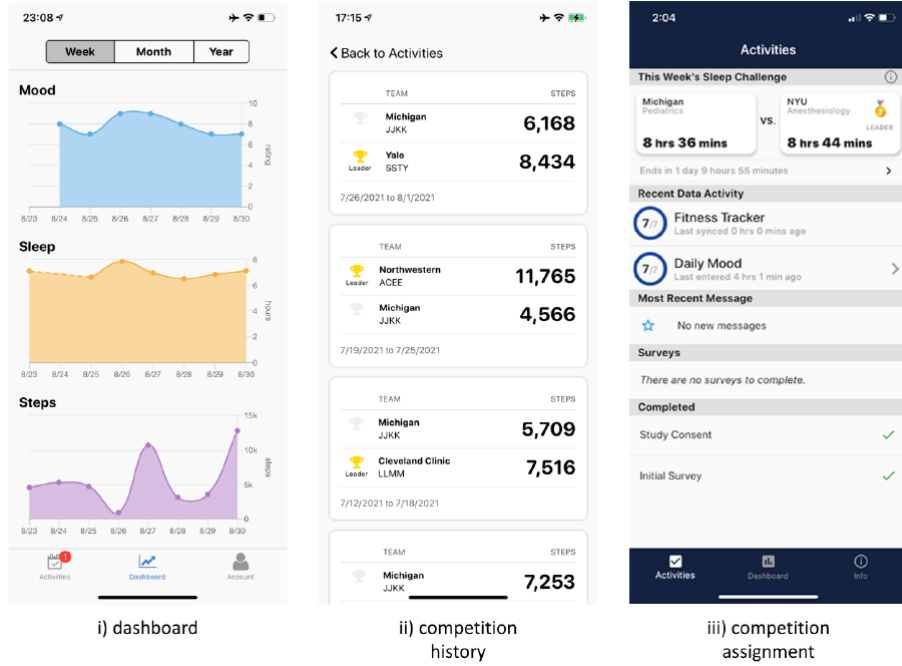 23:08
Week Month Year
Mood
10
8
6
4
2
0
rating
8/23 8/24 8/25 8/26 8/27 8/28 8/29 8/30
Sleep
8
6
4
2
0
hours
8/23 8/24 8/25 8/26 8/27 8/28 8/29 8/30
Steps
15k
10k
5k
0
steps
8/23 8/24 8/25 8/26 8/27 8/28 8/29 8/30
1
Activities Dashboard Account
i) dashboard
17:15
Back to Activities
TEAM STEPS
Michigan
JJKK
6,168
Yale
SSTY
8,434
Leader
7/26/2021 to 8/1/2021
TEAM STEPS
Northwestern
ACEE
11,765
Leader
Michigan
JJKK
4,566
7/19/2021 to 7/25/2021
TEAM STEPS
Michigan
JJKK
5,709
Cleveland Clinic
LLMM
7,516
Leader
7/12/2021 to 7/18/2021
TEAM STEPS
Michigan
JJKK
7,253
ii) competition
history
2:04
Activities
This Week's Sleep Challenge
Michigan
Pediatrics
8 hrs 36 mins
vs.
NYU
Anesthesiology
LEADER
8 hrs 44 mins
Ends in 1 day 9 hours 55 minutes
Recent Data Activity
7/7
Fitness Tracker
Last synced 0 hrs 0 mins ago
7/7
Daily Mood
Last entered 4 hrs 1 min ago
Most Recent Message
No new messages
Surveys
There are no surveys to complete.
Completed
Study Consent
Initial Survey
Activities Dashboard Info
iii) competition
assignment